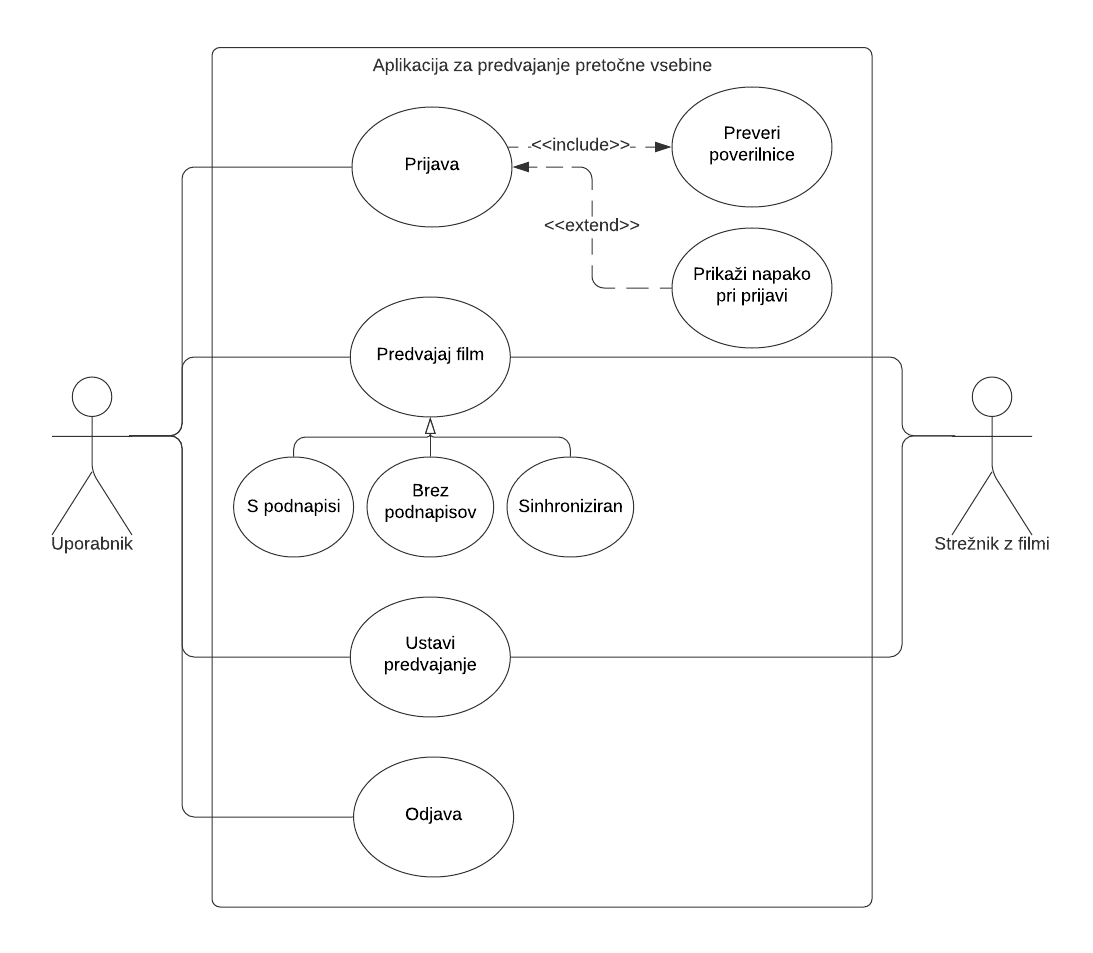 Aplikacija za predvajanje pretočne vsebine
Prijava
<<include>>
Preveri
poverilnice
<<extend>>
Prikaži napako
pri prijavi
Predvajaj film
S podnapisi
Brez
podnapisov
Sinhroniziran
Uporabnik
Strežnik z filmi
Ustavi
predvajanje
Odjava